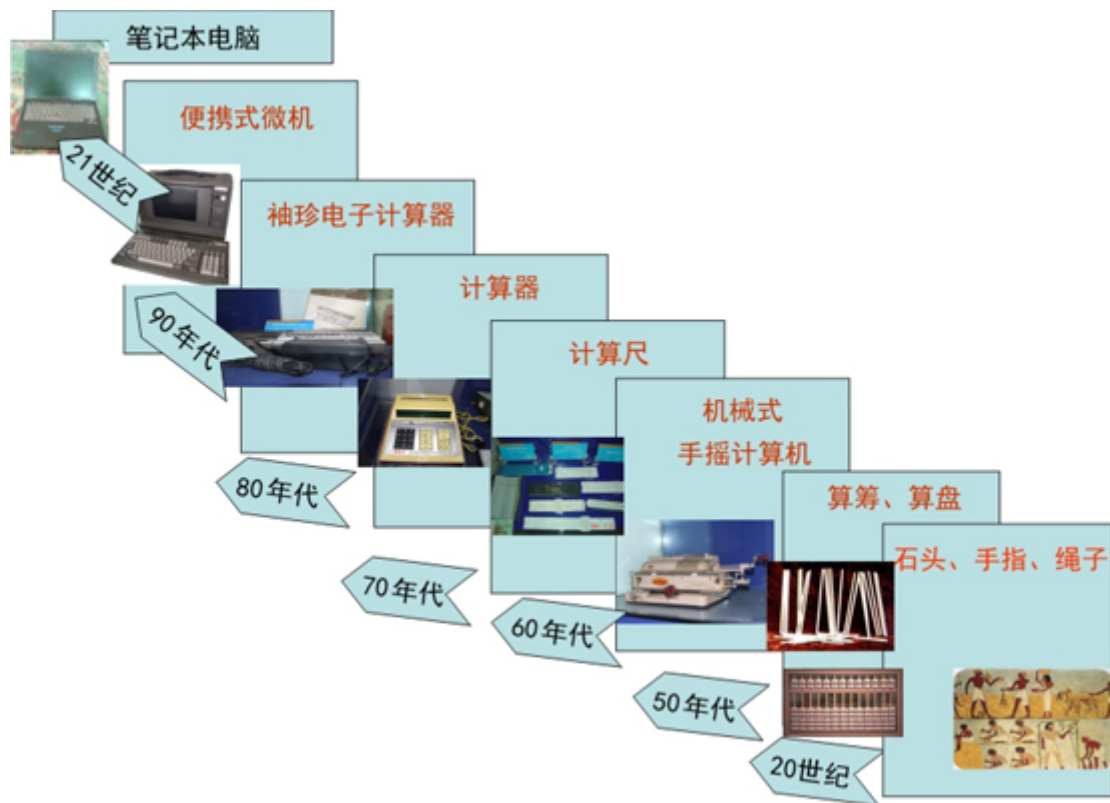 笔记本电脑
便携式微机
21世纪
袖珍电子计算器
计算器
90年代
计算尺
机械式
手摇计算机
80年代
算筹、算盘
石头、手指、绳子
70年代
60年代
50年代
20世纪